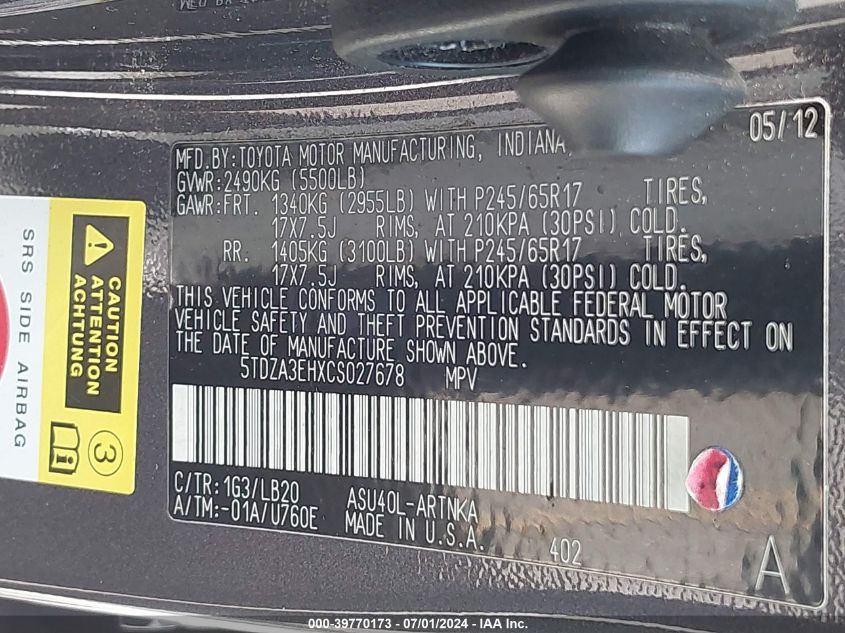 05/12
MFD. BY: TOYOTA MOTOR MANUFACTURING, INDIANA,
GVWR: 2490KG (5500LB)
GAWR: FRT. 1340KG (2955LB) WITH P245/65R17 TIRES,
17X7.5J RIMS, AT 210KPA (30PSI) COLD.
RR. 1405KG (3100LB) WITH P245/65R17 TIRES,
17X7.5J RIMS, AT 210KPA (30PSI) COLD.
THIS VEHICLE CONFORMS TO ALL APPLICABLE FEDERAL MOTOR
VEHICLE SAFETY AND THEFT PREVENTION STANDARDS IN EFFECT ON
THE DATE OF MANUFACTURE SHOWN ABOVE.
5TDZA3EHXCS027678 MPV
C/TR: 1G3/LB20 ASU40L-ARTNKA
A/TM: -01A/U760E MADE IN U.S.A.
402
A
SRS SIDE AIRBAG
CAUTION
ATTENTION
ACHTUNG
3
000-39770173 - 07/01/2024 - IAA Inc.